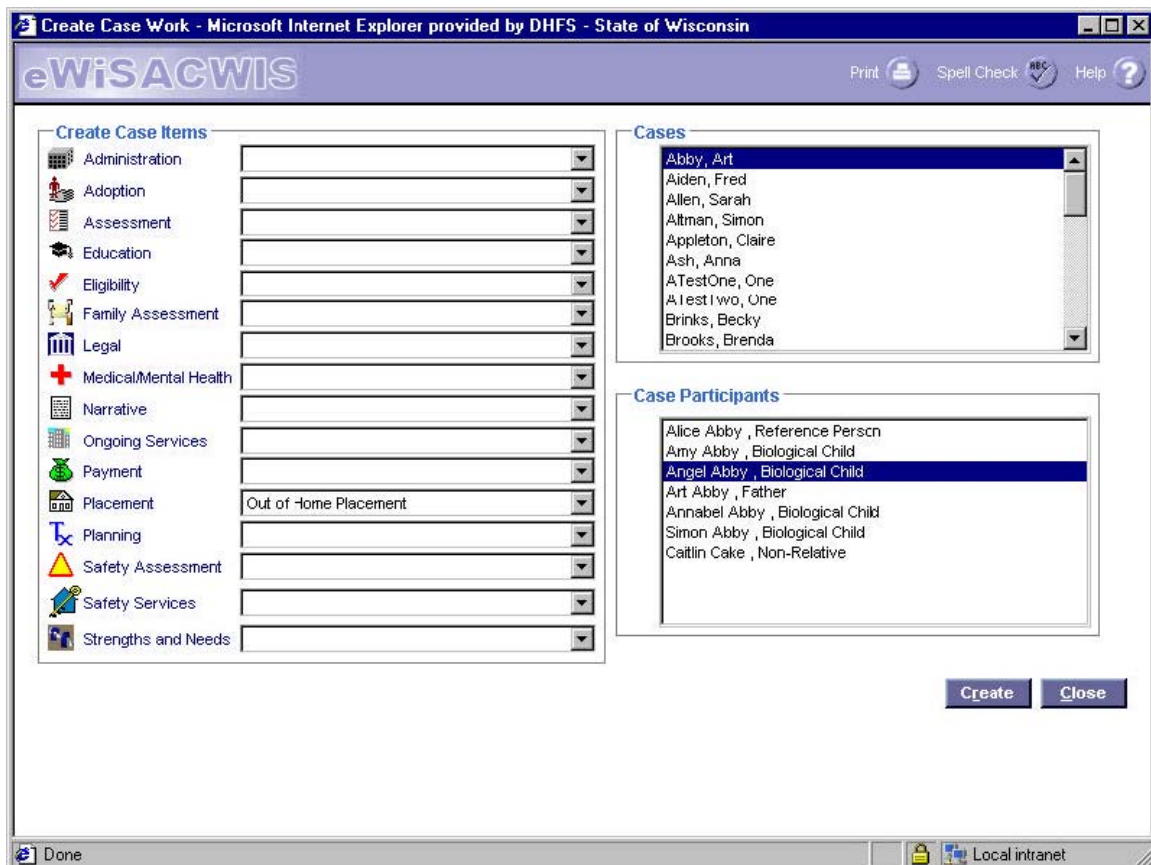 Create Case Work - Microsoft Internet Explorer provided by DHFS - State of Wisconsin
eWiSACWIS
Print
Spell Check
ABC
Help
?
Create Case Items
Administration
Adoption
Assessment
Education
Eligibility
Family Assessment
Legal
Medical/Mental Health
Narrative
Ongoing Services
Payment
Placement Out of Home Placement
Planning
Safety Assessment
Safety Services
Strengths and Needs
Cases
Abby, Art
Aiden, Fred
Allen, Sarah
Altman, Simon
Appleton, Claire
Ash, Anna
ATestOne, One
ATestTwo, One
Brinks, Becky
Brooks, Brenda
Case Participants
Alice Abby , Reference Person
Amy Abby , Biological Child
Angel Abby , Biological Child
Art Abby , Father
Annabel Abby , Biological Child
Simon Abby , Biological Child
Caitlin Cake , Non-Relative
Create
Close
Done
Local intranet